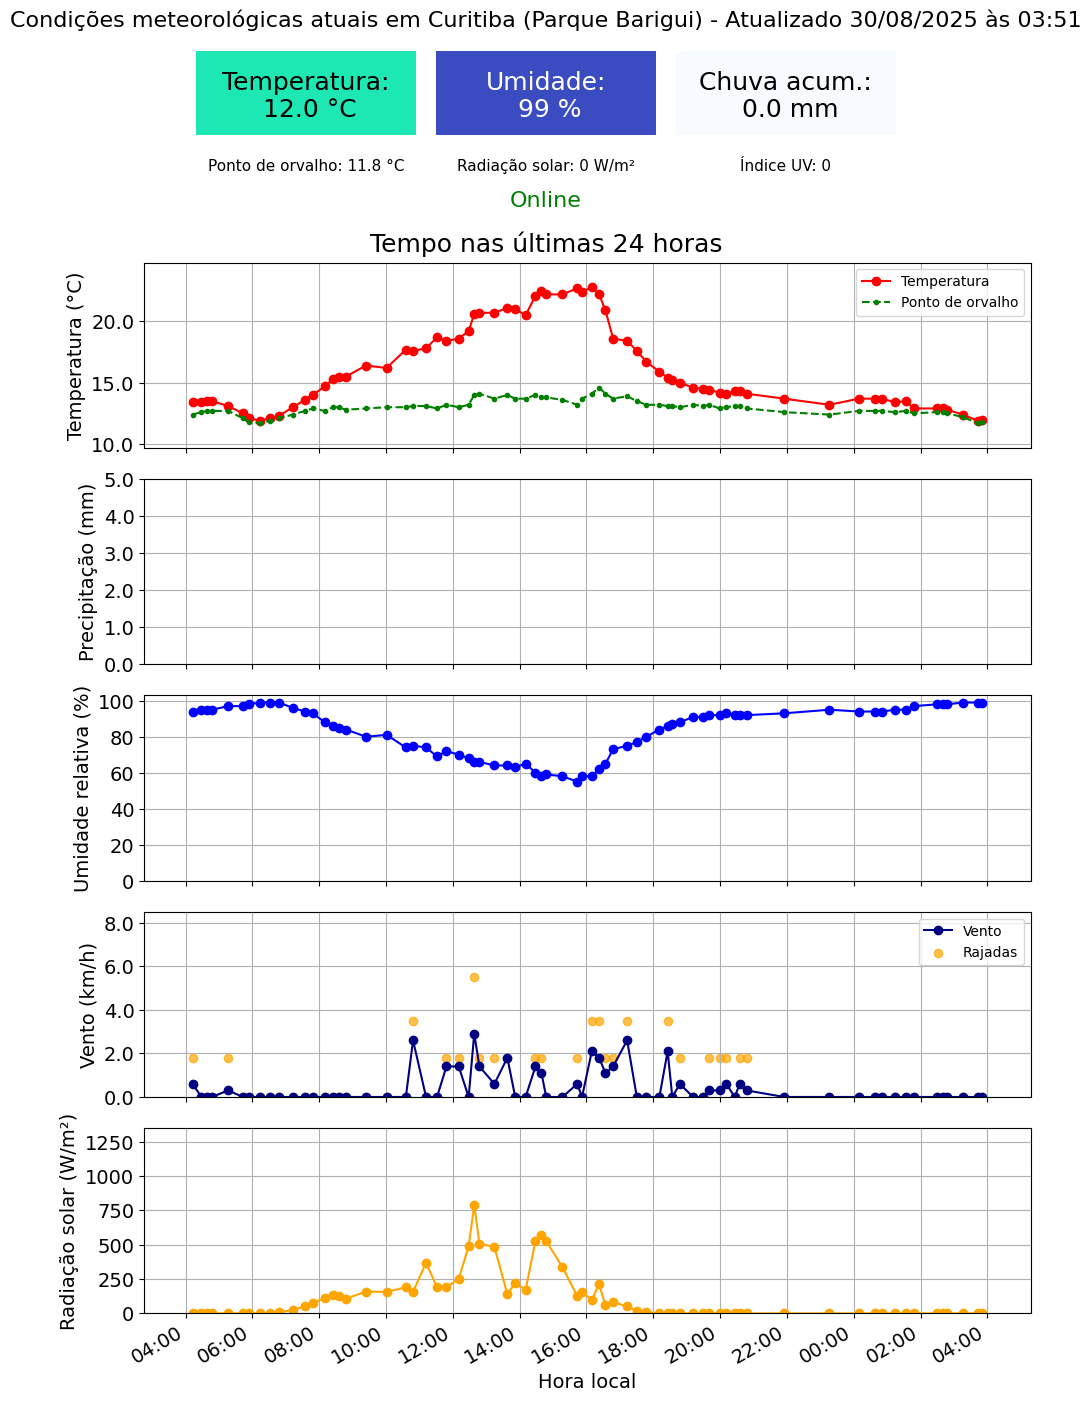 Condições meteorológicas atuais em Curitiba (Parque Barigui) - Atualizado 30/08/2025 às 03:51
Temperatura:
12.0 °C
Umidade:
99 %
Chuva acum.:
0.0 mm
Ponto de orvalho: 11.8 °C
Radiação solar: 0 W/m²
Índice UV: 0
Online
Tempo nas últimas 24 horas
Temperatura (°C)
20.0
15.0
10.0
Temperatura
Ponto de orvalho
Precipitação (mm)
5.0
4.0
3.0
2.0
1.0
0.0
Umidade relativa (%)
100
80
60
40
20
0
Vento (km/h)
8.0
6.0
4.0
2.0
0.0
Vento
Rajadas
Radiação solar (W/m²)
1250
1000
750
500
250
0
04:00
06:00
08:00
10:00
12:00
14:00
16:00
18:00
20:00
22:00
00:00
02:00
04:00
Hora local